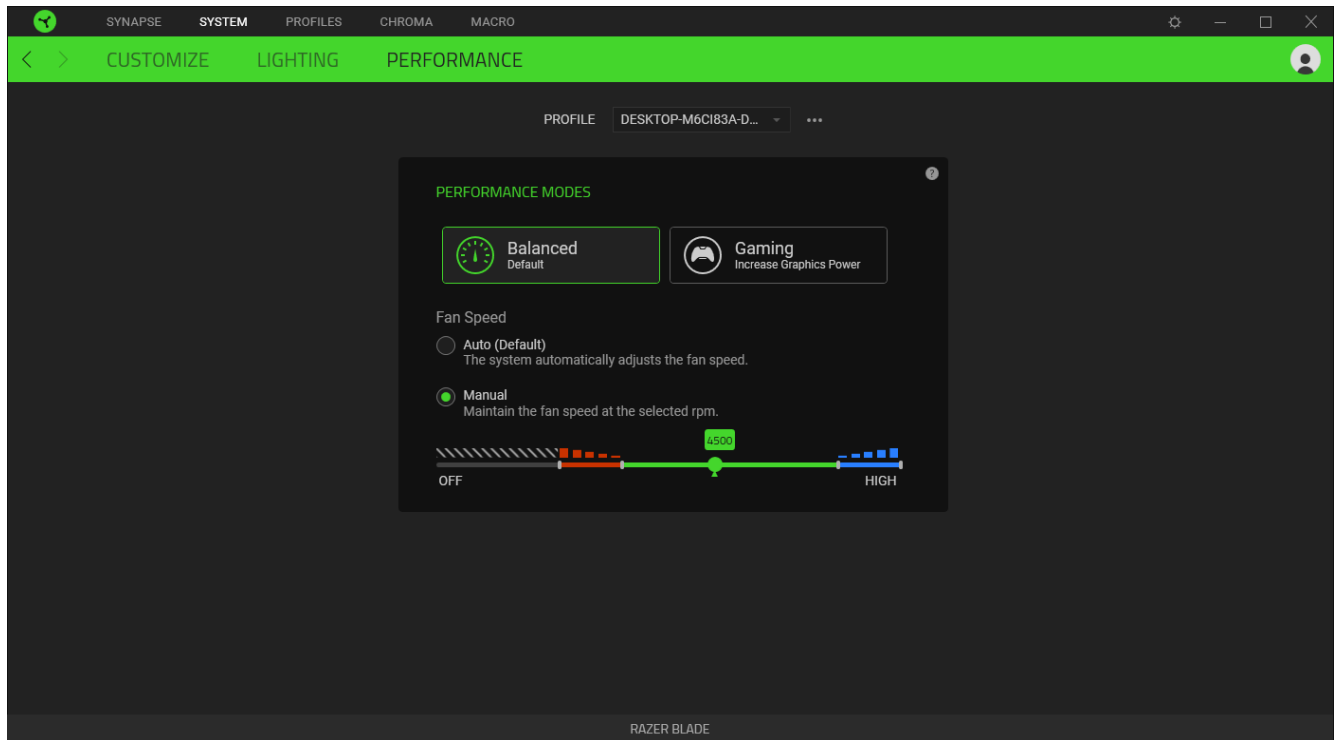 SYNAPSE SYSTEM PROFILES CHROMA MACRO
CUSTOMIZE LIGHTING PERFORMANCE
PROFILE DESKTOP-M6CI83A-D...
?
PERFORMANCE MODES
Balanced
Default
Gaming
Increase Graphics Power
Fan Speed
Auto (Default)
The system automatically adjusts the fan speed.
Manual
Maintain the fan speed at the selected rpm.
4500
OFF HIGH
RAZER BLADE